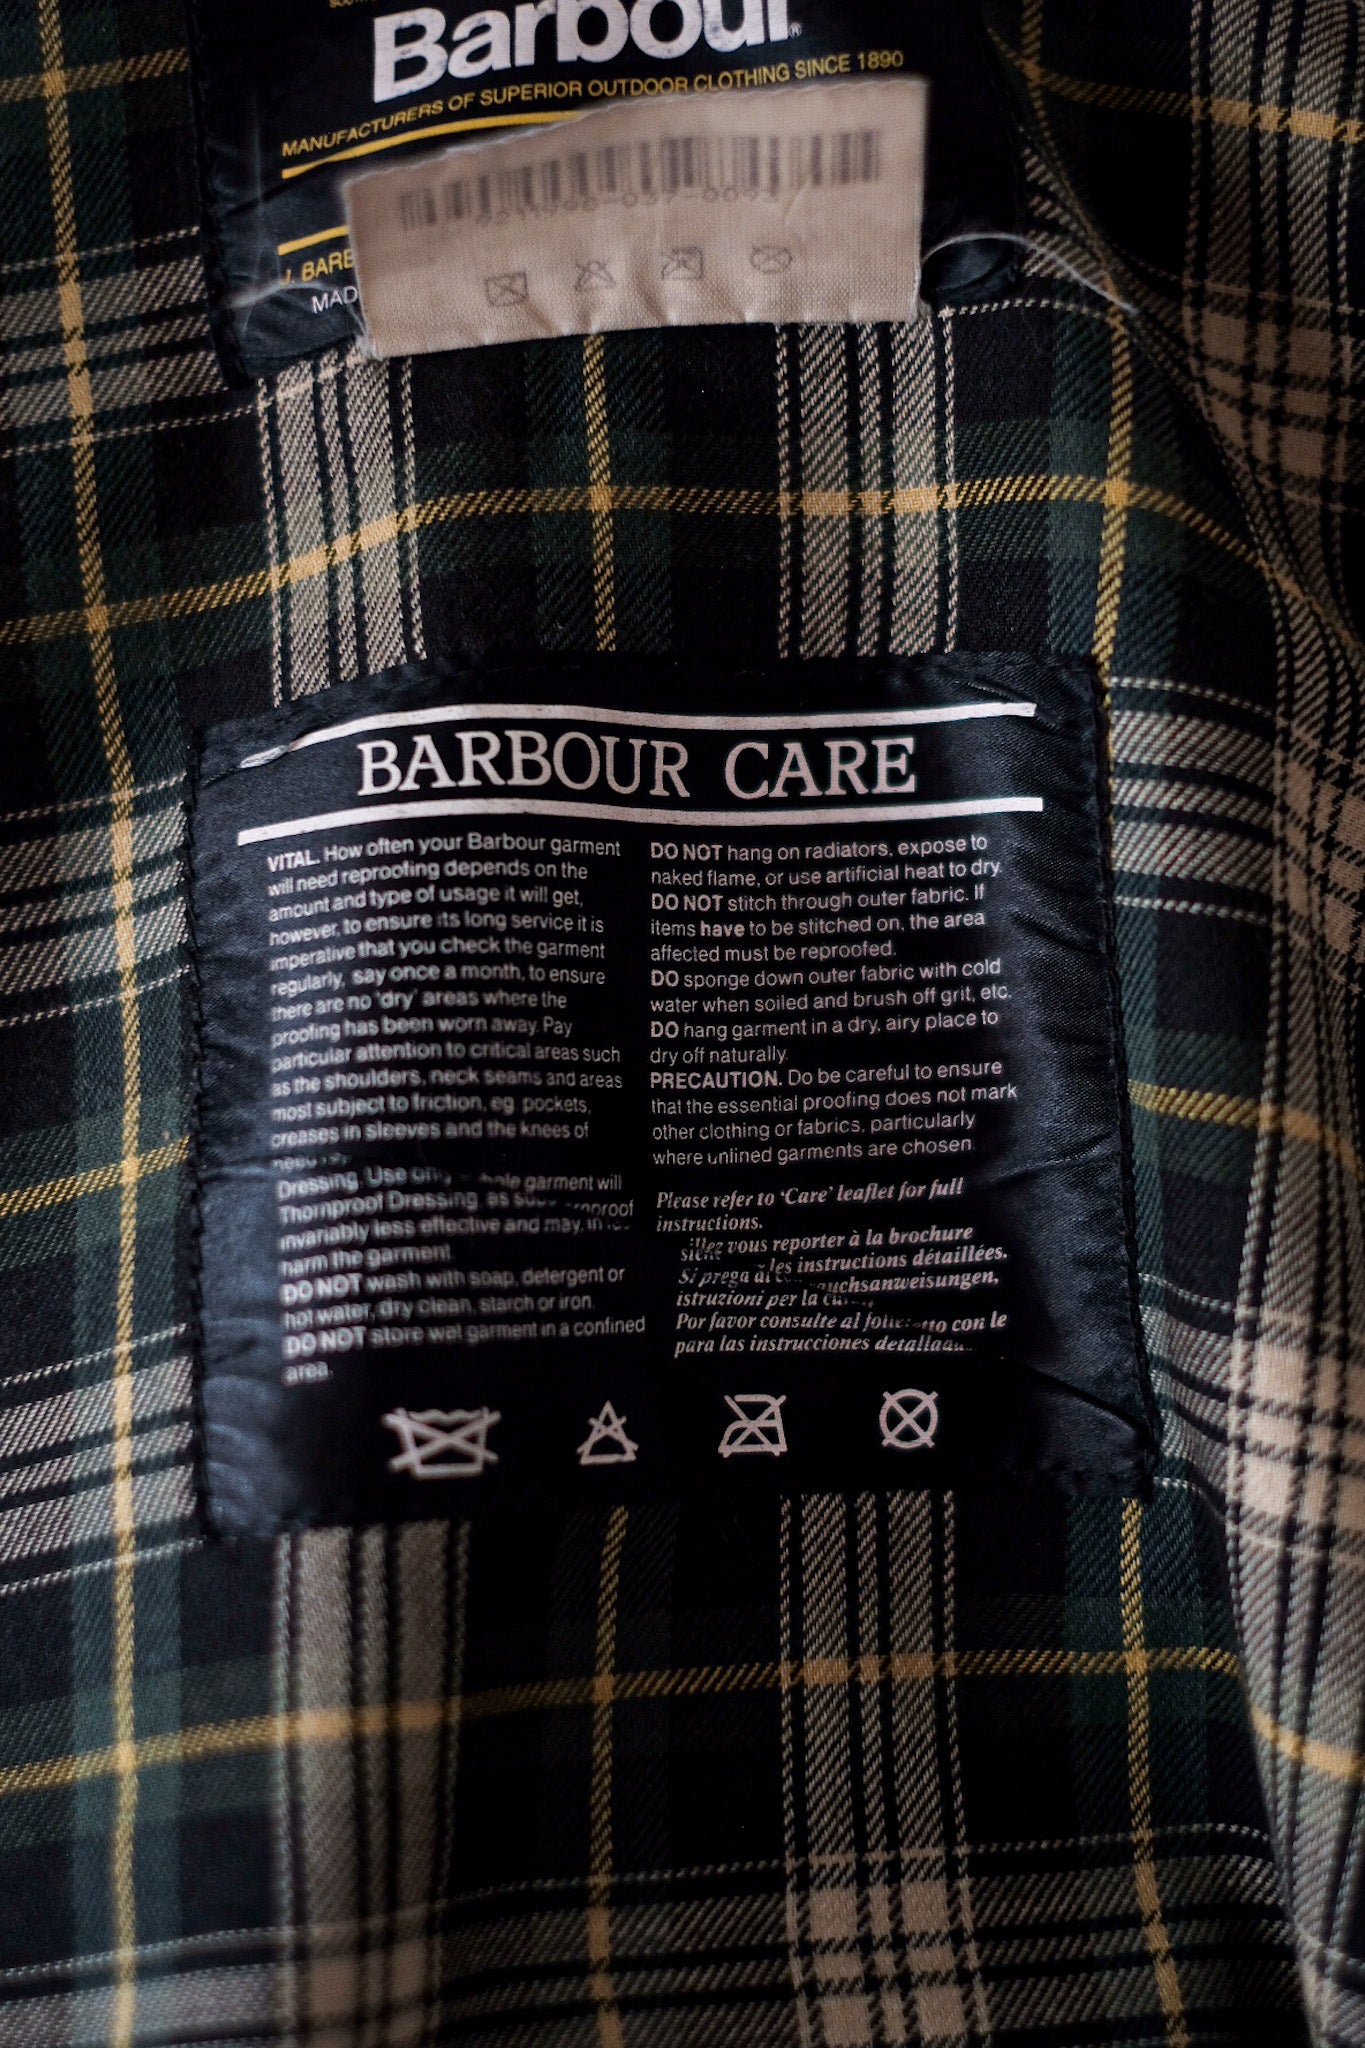 Barbour®
MANUFACTURERS OF SUPERIOR OUTDOOR CLOTHING SINCE 1890
J. BARB
MAD
BARBOUR CARE
VITAL. How often your Barbour garment
will need reproofing depends on the
amount and type of usage it will get,
however, to ensure its long service it is
imperative that you check the garment
regularly, say once a month, to ensure
there are no 'dry' areas where the
proofing has been worn away. Pay
particular attention to critical areas such
as the shoulders, neck seams and areas
most subject to friction, eg. pockets,
creases in sleeves and the knees of
Dressing. Use garment will
Thornproof Dressing, as
invariably less effective and may, in
harm the garment
DO NOT wash with soap, detergent or
hot water, dry clean, starch or iron.
DO NOT store wet garment in a confined
area.
DO NOT hang on radiators, expose to
naked flame, or use artificial heat to dry
DO NOT stitch through outer fabric. If
items have to be stitched on, the area
affected must be reproofed.
DO sponge down outer fabric with cold
water when soiled and brush off grit, etc.
DO hang garment in a dry, airy place to
dry off naturally.
PRECAUTION. Do be careful to ensure
that the essential proofing does not mark
other clothing or fabrics, particularly
where unlined garments are chosen.
Please refer to 'Care' leaflet for full
instructions.
vous reporter à la brochure
les instructions détaillées.
Si prega
istruzioni per la
Por favor consulte al con le
para las instrucciones